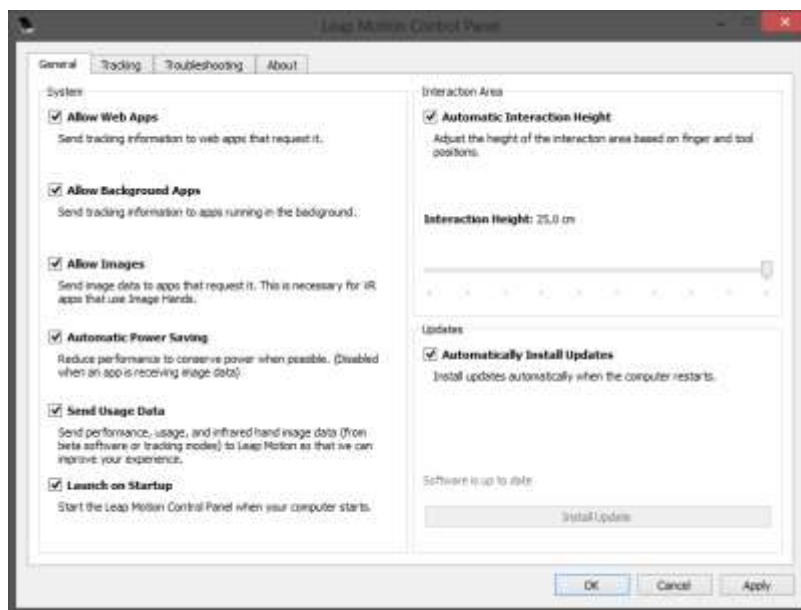 Leap Motion Control Panel
General
Tracking
Troubleshooting
About
System
Allow Web Apps
Send tracking information to web apps that request it.
Allow Background Apps
Send tracking information to apps running in the background.
Allow Images
Send image data to apps that request it. This is necessary for VR
apps that use Image Hands.
Automatic Power Saving
Reduce performance to conserve power when possible. (Disabled
when an app is receiving image data)
Send Usage Data
Send performance, usage, and infrared hand image data (from
beta software or tracking modes) to Leap Motion so that we can
improve your experience.
Launch on Startup
Start the Leap Motion Control Panel when your computer starts.
Interaction Area
Automatic Interaction Height
Adjust the height of the interaction area based on finger and tool
positions.
Interaction Height: 25,0 cm
Updates
Automatically Install Updates
Install updates automatically when the computer restarts.
Software is up to date
Install Update
OK
Cancel
Apply